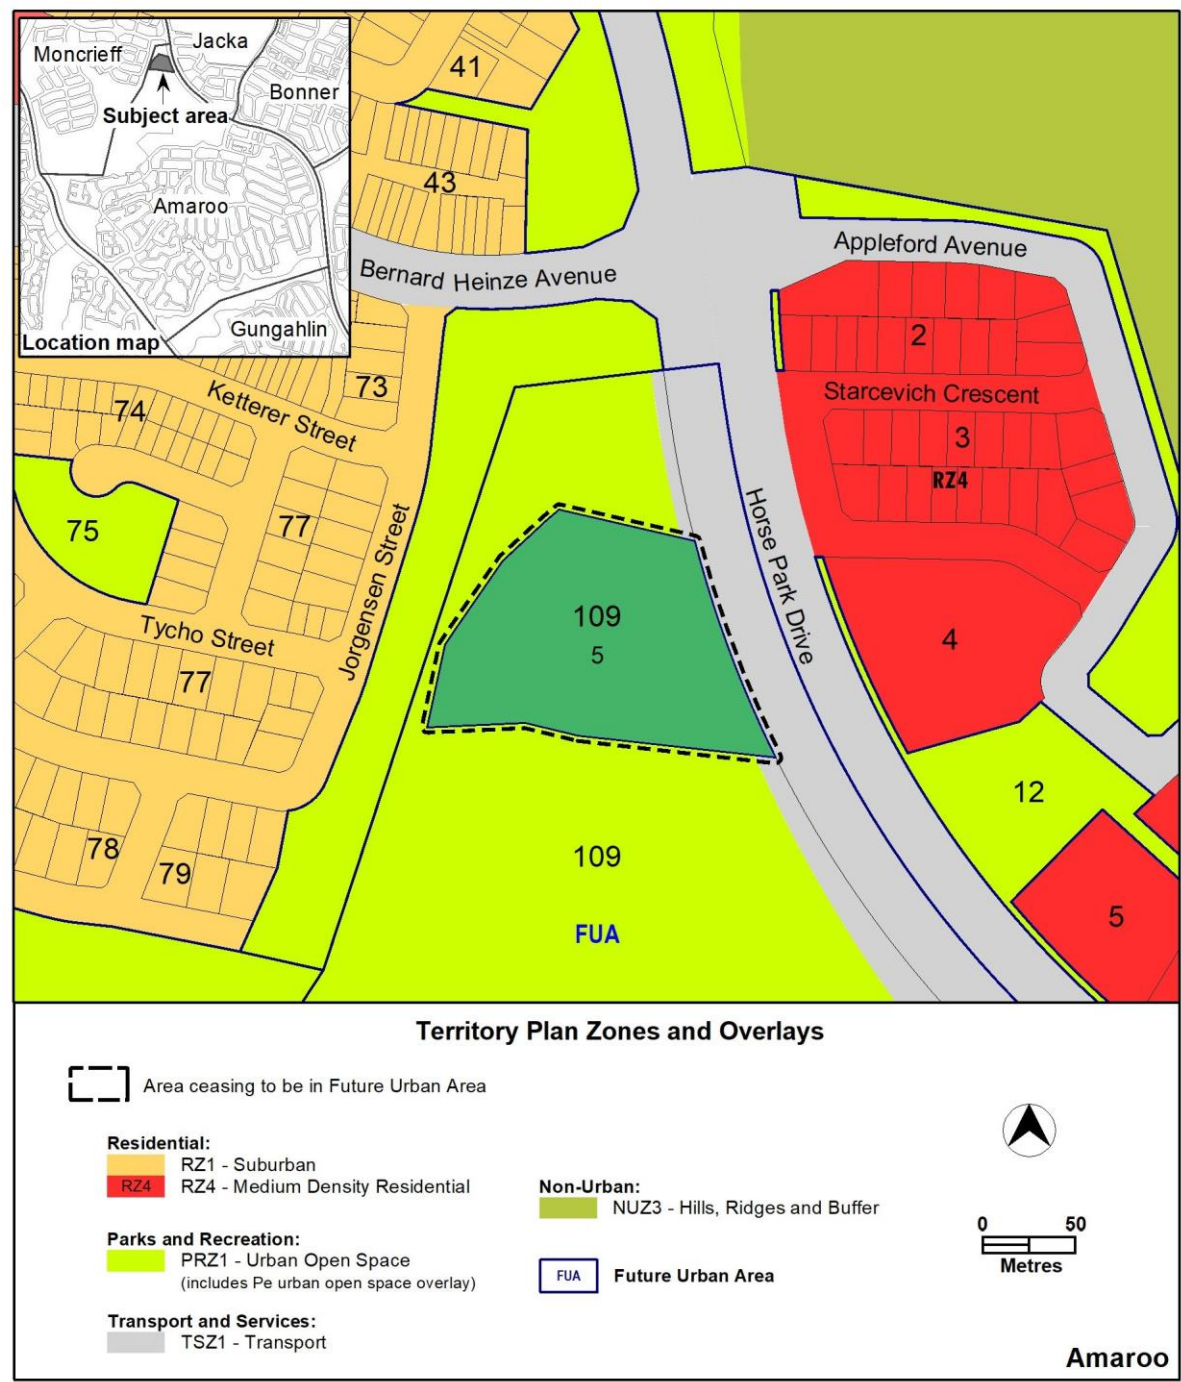 Moncrieff
Jacka
Bonner
Subject area
Amaroo
Gungahlin
Location map
41
43
Bernard Heinze Avenue
Appleford Avenue
2
Starcevich Crescent
3
RZ4
73
74
Ketterer Street
75
77
Jorgensen Street
Tycho Street
77
Horse Park Drive
109
5
4
12
78
79
109
5
FUA
Territory Plan Zones and Overlays
Area ceasing to be in Future Urban Area
Residential:
RZ1 - Suburban
RZ4 RZ4 - Medium Density Residential
Parks and Recreation:
PRZ1 - Urban Open Space
(includes Pe urban open space overlay)
Transport and Services:
TSZ1 - Transport
Non-Urban:
NUZ3 - Hills, Ridges and Buffer
FUA Future Urban Area
0 50
Metres
Amaroo